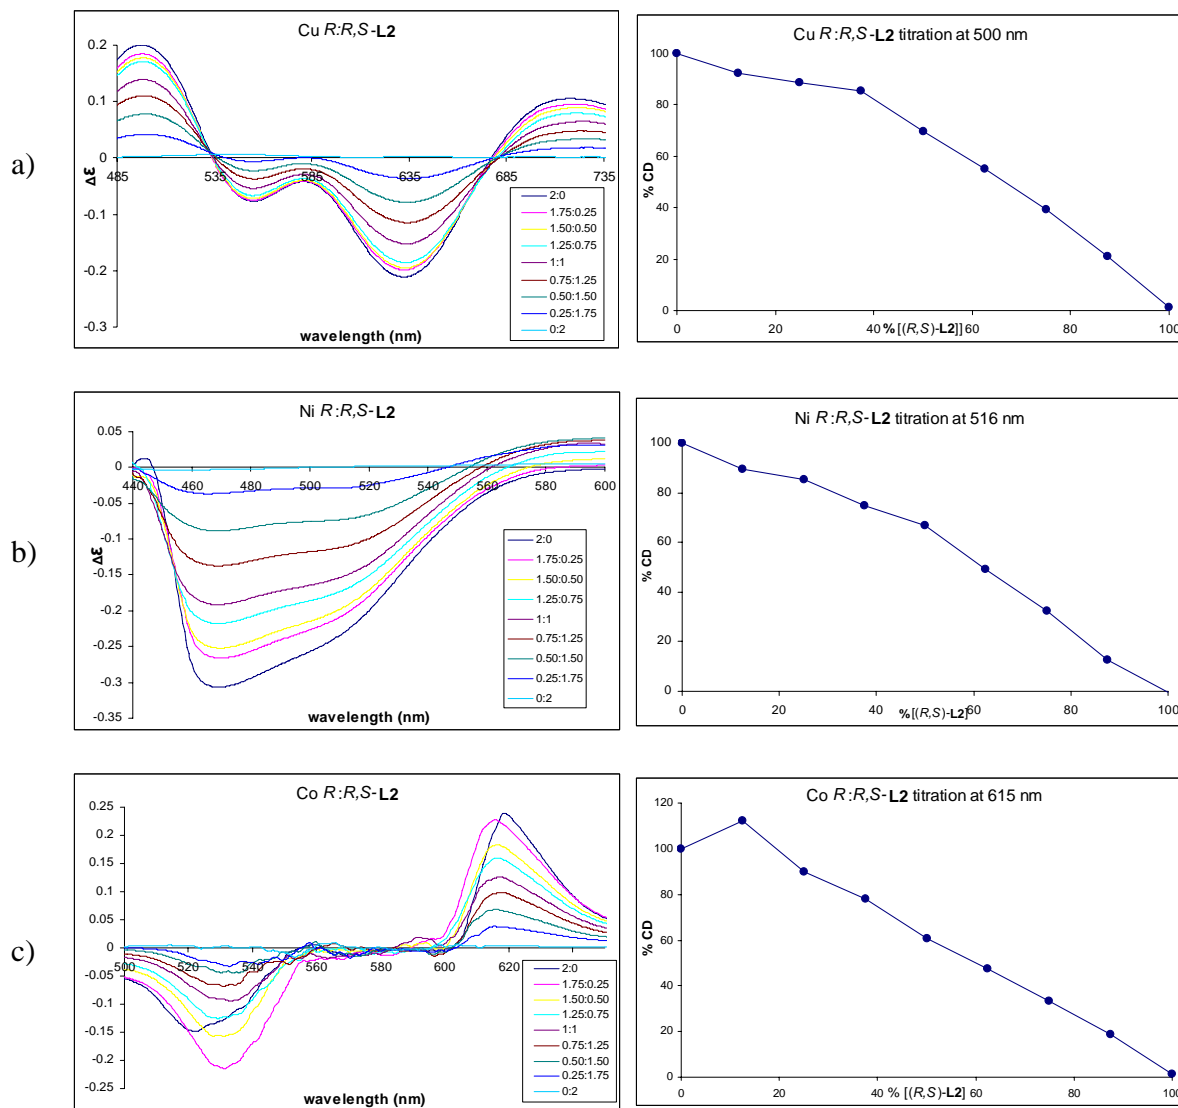 a)
Cu R:R,S-L2
0.2
0.1
0
-0.1
-0.2
-0.3
Δε
485 535 585 635 685 735
wavelength (nm)
2:0
1.75:0.25
1.50:0.50
1.25:0.75
1:1
0.75:1.25
0.50:1.50
0.25:1.75
0:2
Cu R:R,S-L2 titration at 500 nm
100
80
60
40
20
0
% CD
0 20 40 60 80 100
%[(R,S)-L2]]
b)
Ni R:R,S-L2
0.05
0
-0.05
-0.1
-0.15
-0.2
-0.25
-0.3
-0.35
Δε
440 460 480 500 520 540 560 580 600
wavelength (nm)
2:0
1.75:0.25
1.50:0.50
1.25:0.75
1:1
0.75:1.25
0.50:1.50
0.25:1.75
0:2
Ni R:R,S-L2 titration at 516 nm
100
80
60
40
20
0
% CD
0 20 40 60 80 100
%[(R,S)-L2]
c)
Co R:R,S-L2
0.25
0.2
0.15
0.1
0.05
0
-0.05
-0.1
-0.15
-0.2
-0.25
Δε
500 520 540 560 580 600 620
wavelength (nm)
2:0
1.75:0.25
1.50:0.50
1.25:0.75
1:1
0.75:1.25
0.50:1.50
0.25:1.75
0:2
Co R:R,S-L2 titration at 615 nm
120
100
80
60
40
20
0
% CD
0 20 40 60 80 100
% [(R,S)-L2]